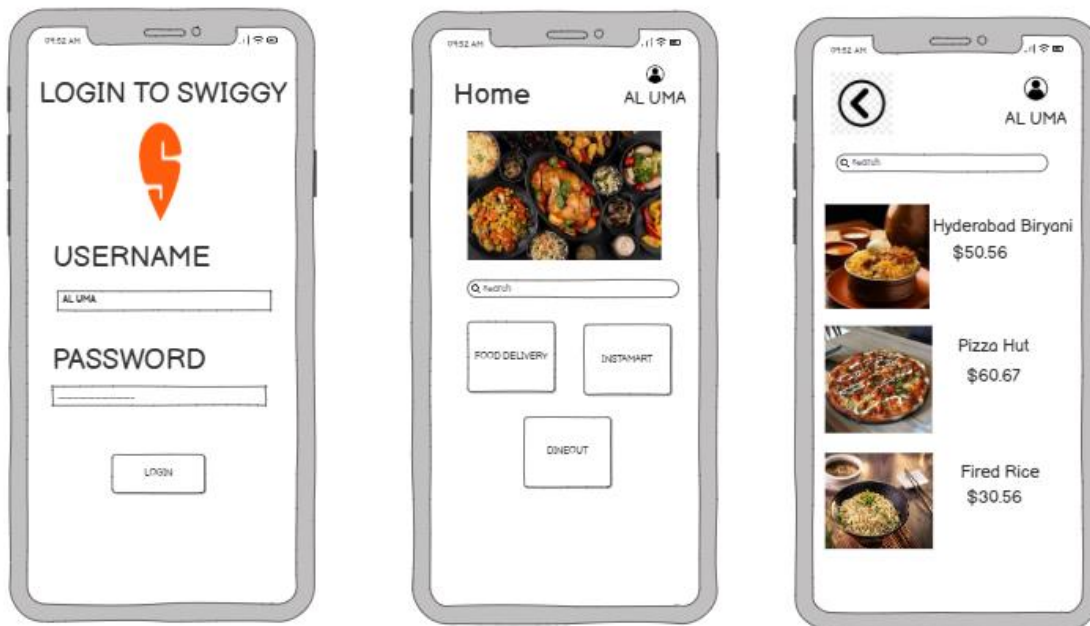 09:52 AM
LOGIN TO SWIGGY
USERNAME
AL UMA
PASSWORD
LOGIN
09:52 AM
Home
AL UMA
search
FOOD DELIVERY
INSTAMART
DINEOUT
09:52 AM
AL UMA
search
Hyderabad Biryani
$50.56
Pizza Hut
$60.67
Fired Rice
$30.56